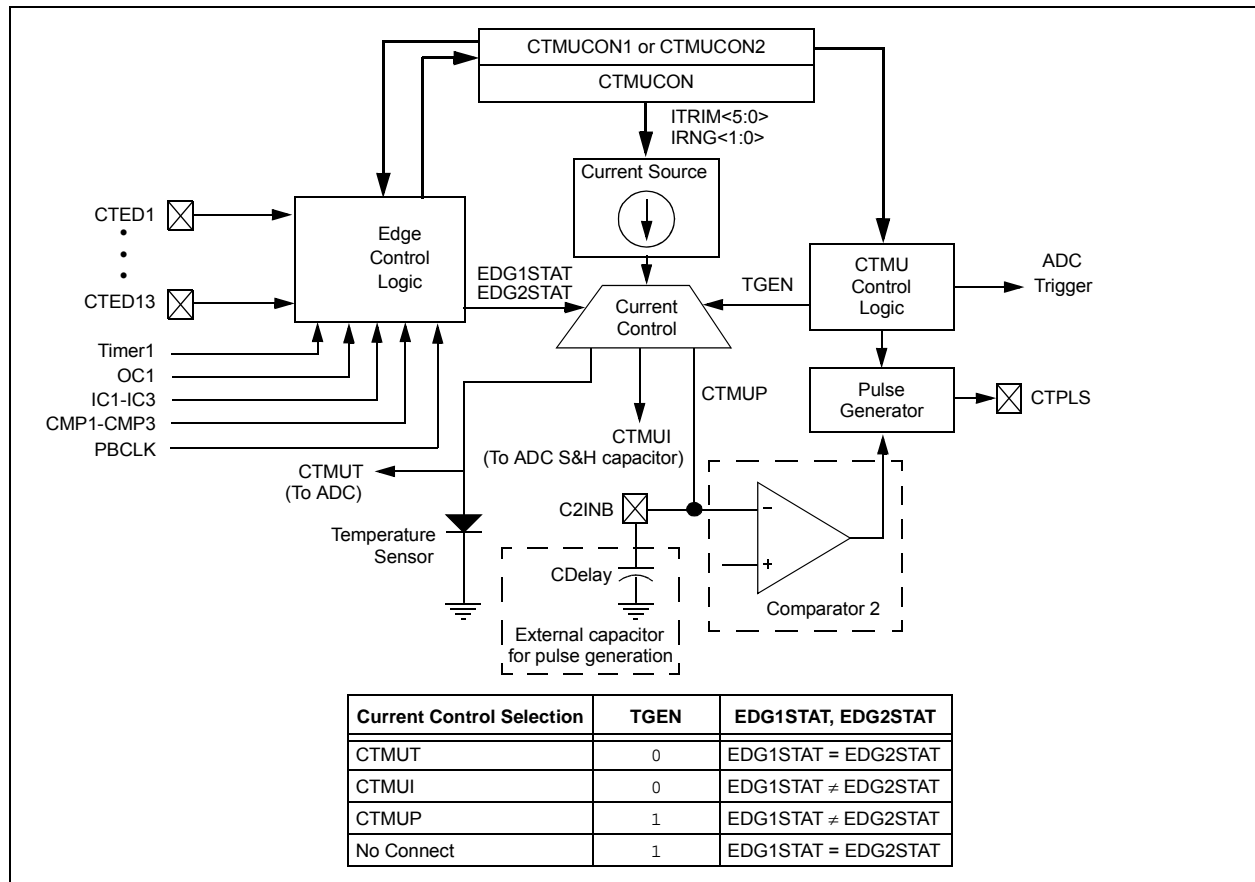 CTMUCON1 or CTMUCON2
CTMUCON
ITRIM<5:0>
IRNG<1:0>
Current Source
CTED1
CTED13
Edge
Control
Logic
EDG1STAT
EDG2STAT
Current
Control
TGEN
CTMU
Control
Logic
ADC
Trigger
Timer1
OC1
IC1-IC3
CMP1-CMP3
PBCLK
CTMUP
Pulse
Generator
CTPLS
CTMUI
(To ADC S&H capacitor)
CTMUT
(To ADC)
C2INB
–
+
Temperature
Sensor
CDelay
Comparator 2
External capacitor
for pulse generation
Current Control Selection TGEN EDG1STAT, EDG2STAT
CTMUT 0 EDG1STAT = EDG2STAT
CTMUI 0 EDG1STAT ≠ EDG2STAT
CTMUP 1 EDG1STAT ≠ EDG2STAT
No Connect 1 EDG1STAT = EDG2STAT